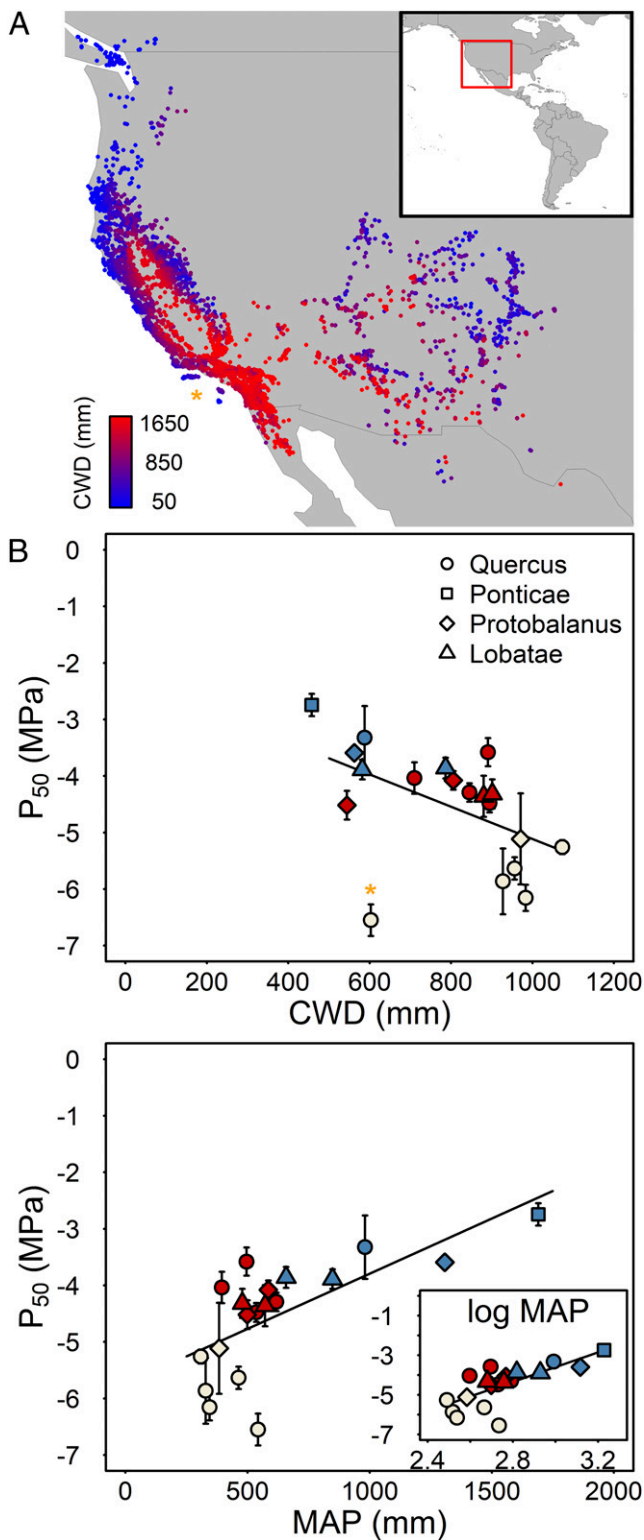 A
CWD (mm)
1650
850
50
*
B
0
-1
-2
-3
-4
-5
-6
-7
P50 (MPa)
Quercus
Ponticae
Protobalanus
Lobatae
*
0 200 400 600 800 1000 1200
CWD (mm)
0
-1
-2
-3
-4
-5
-6
-7
P50 (MPa)
log MAP
-1
-3
-5
-7
2.4 2.8 3.2
0 500 1000 1500 2000
MAP (mm)